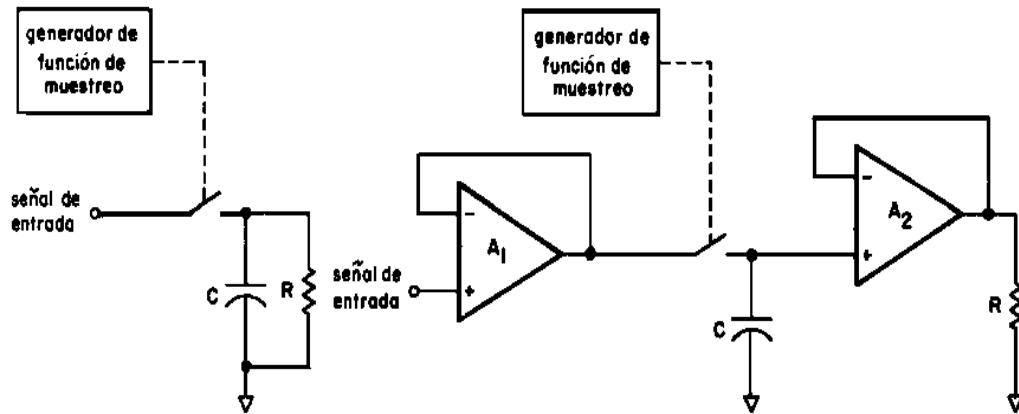 generador de
función de
muestreo
señal de
entrada
C
R
señal de
entrada
A1
generador de
función de
muestreo
C
A2
R